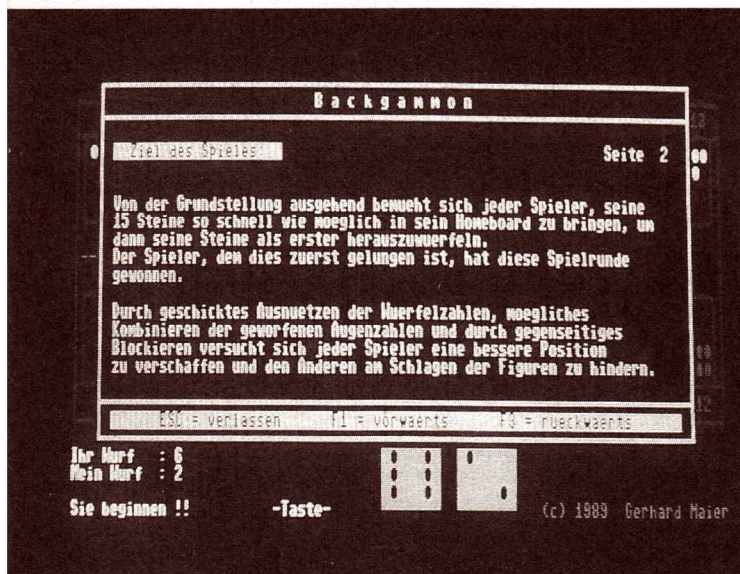 Backgammon
13
Ziel des Spieles
Seite 2
Von der Grundstellung ausgehend bemueht sich jeder Spieler, seine
15 Steine so schnell wie moeglich in sein Homeboard zu bringen, um
dann seine Steine als erster herauszuwuerfeln.
Der Spieler, dem dies zuerst gelungen ist, hat diese Spielrunde
gewonnen.
Durch geschicktes Ausnuetzen der Wuerfelzahlen, moegliches
Kombinieren der geworfenen Augenzahlen und durch gegenseitiges
Blockieren versucht sich jeder Spieler eine bessere Position
zu verschaffen und den Anderen am Schlagen der Figuren zu hindern.
12
ESC = verlassen F1 = vorwaerts F3 = rueckwaerts
Ihr Wurf : 6
Mein Wurf : 2
Sie beginnen !! -Taste-
(c) 1989 Gerhard Maier